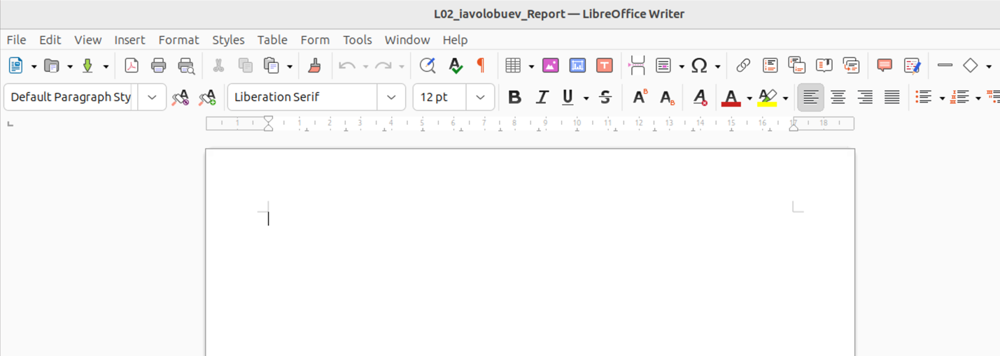 L02_iavolobuev_Report — LibreOffice Writer
File Edit View Insert Format Styles Table Form Tools Window Help
Default Paragraph Sty Liberation Serif 12 pt B I U S A B A B A A A
1 1 2 3 4 5 6 7 8 9 10 11 12 13 14 15 16 17 18